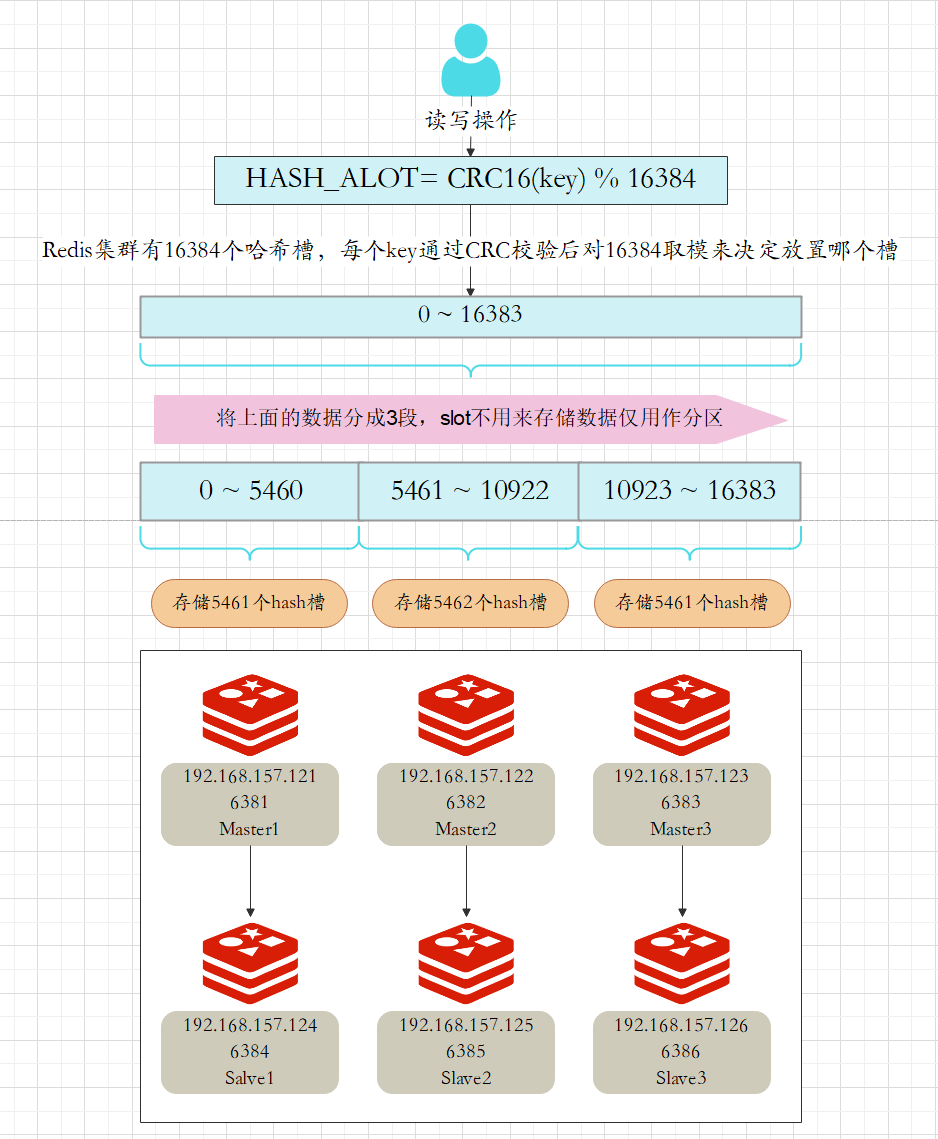 读写操作
HASH_ALOT= CRC16(key) % 16384
Redis集群有16384个哈希槽，每个key通过CRC校验后对16384取模来决定放置哪个槽
0 ~ 16383
将上面的数据分成3段，slot不用来存储数据仅用作分区
0 ~ 5460
5461 ~ 10922
10923 ~ 16383
存储5461个hash槽
存储5462个hash槽
存储5461个hash槽
192.168.157.121
6381
Master1
192.168.157.122
6382
Master2
192.168.157.123
6383
Master3
192.168.157.124
6384
Salve1
192.168.157.125
6385
Slave2
192.168.157.126
6386
Slave3